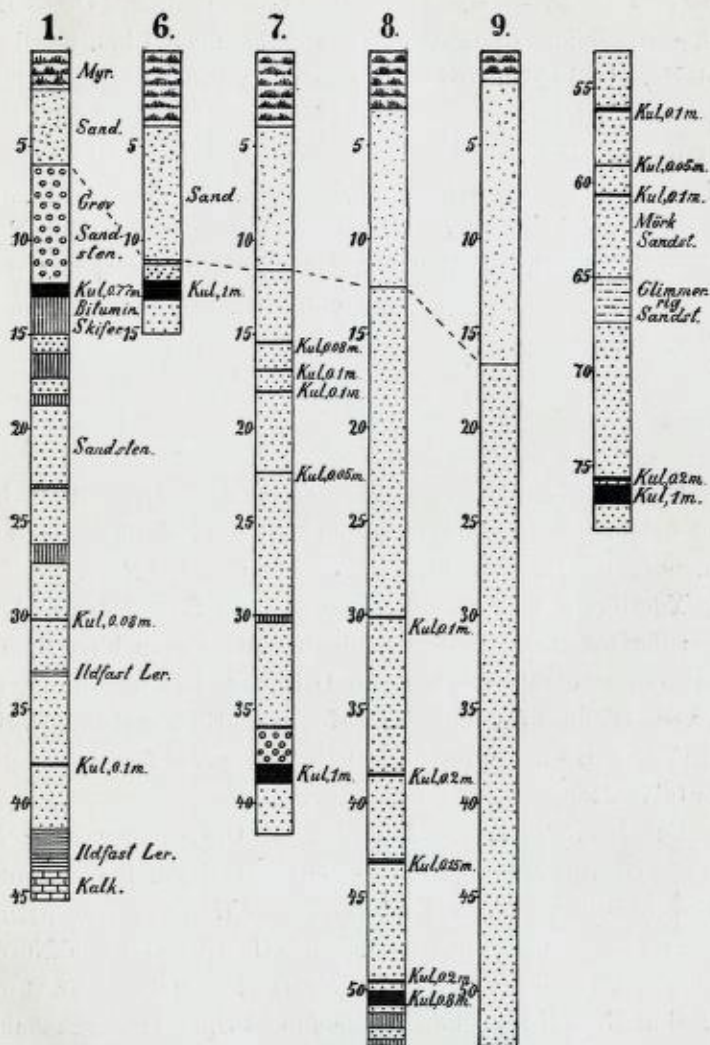 1. 6. 7. 8. 9.
Myr.
Sand.
Grov
Sand-
sten.
Kul, 0.77m.
Bitumin.
Skifer
15
Sandsten.
20
25
30
Kul, 0.08m.
Ildfast Ler.
35
Kul, 0.1m.
40
Ildfast Ler.
Kalk.
45
5
Sand
10
Kul, 1m.
15
5
10
15
Kul, 0.08m.
Kul, 0.1m.
Kul, 0.1m.
20
Kul, 0.05m.
25
30
35
Kul, 1m.
40
5
10
15
20
25
30
Kul, 0.1m.
35
Kul, 0.2m.
40
Kul, 0.15m.
45
Kul, 0.2m
50
Kul, 0.8m.
5
10
15
20
25
30
35
40
45
50
55
Kul, 0.1m.
Kul, 0.05m.
60
Kul, 0.1m.
Mörk
Sandst.
65
Glimmer-
rig
Sandst.
70
75
Kul, 0.2m.
Kul, 1m.
5
10